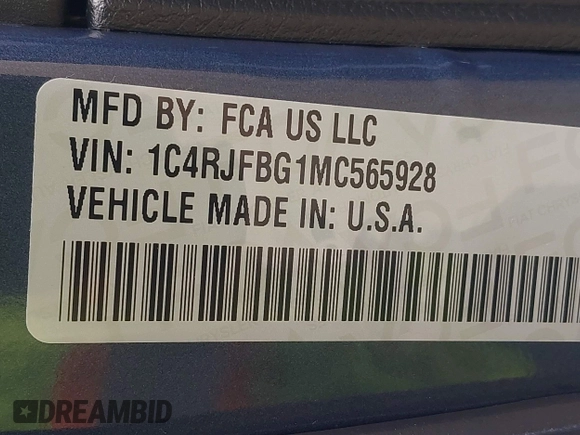 MFD BY: FCA US LLC
VIN: 1C4RJFBG1MC565928
VEHICLE MADE IN: U.S.A.
DREAMBID